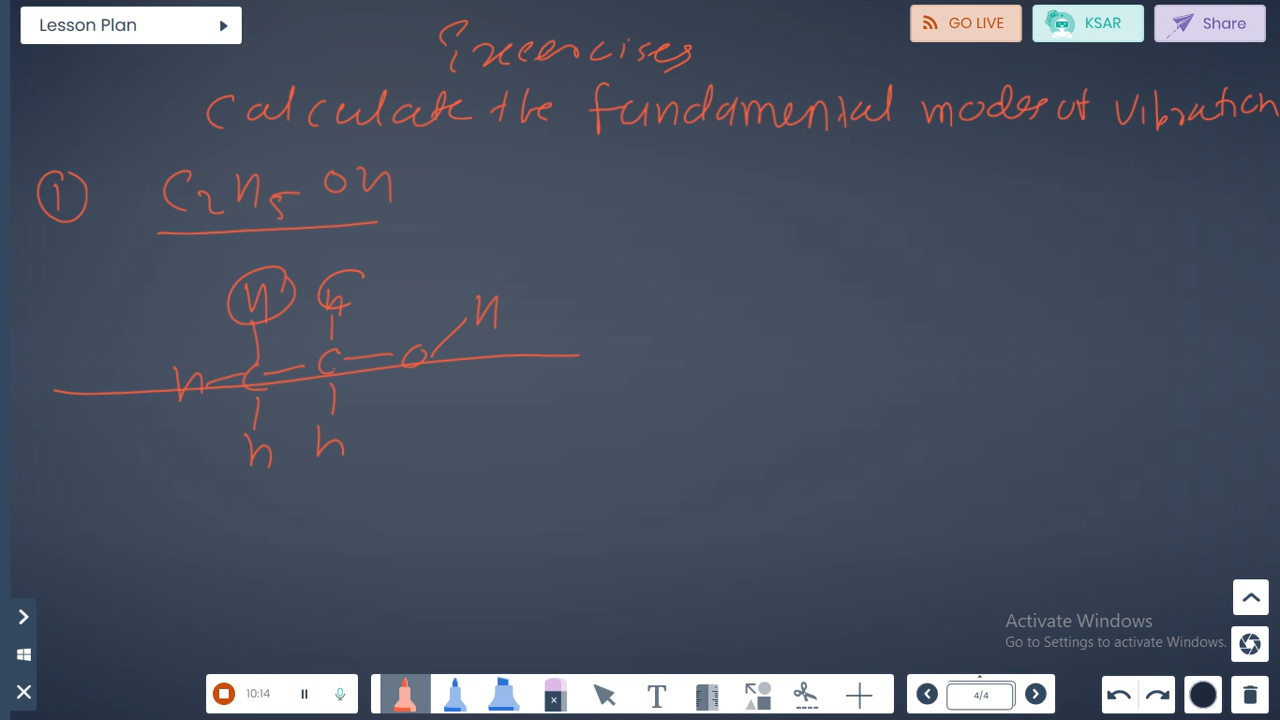 Lesson Plan
GO LIVE
KSAR
Share
Excercises
Calculate the fundamental modes of vibration
① C2H5OH
H H
H
H-C-C-O
h h
Activate Windows
Go to Settings to activate Windows.
10:14
T
4/4